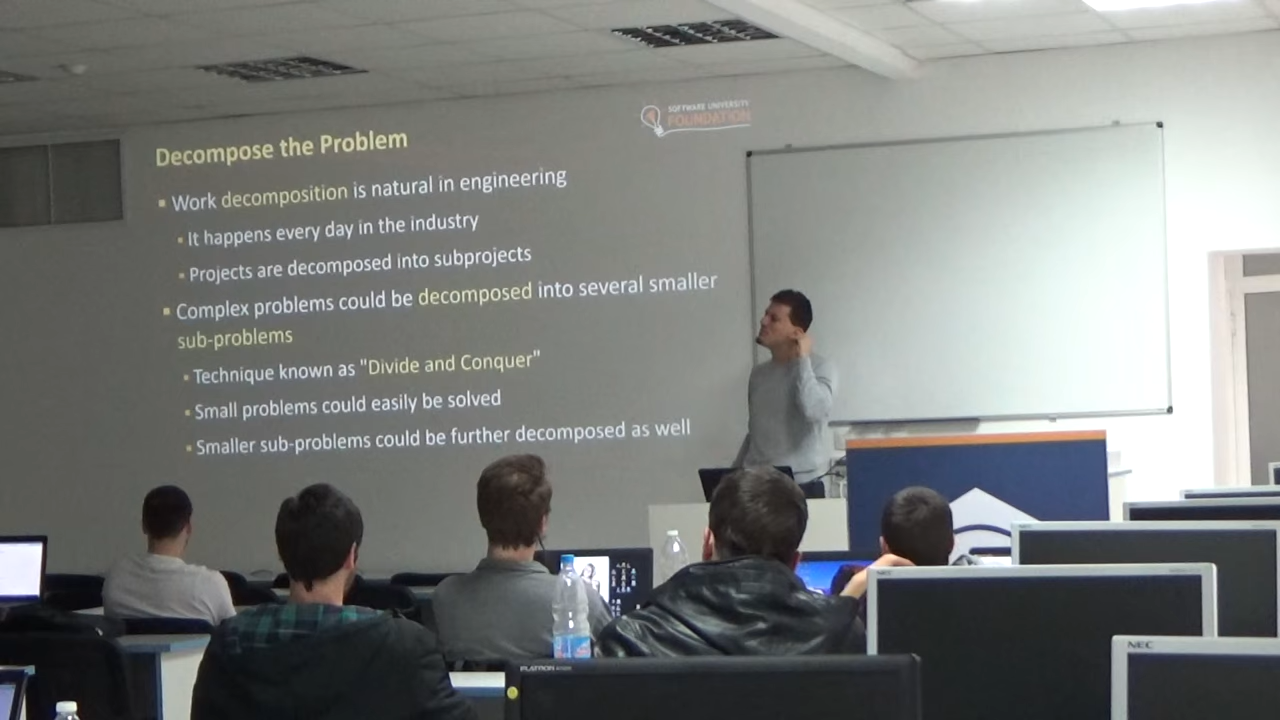 SOFTWARE UNIVERSITY
FOUNDATION
Decompose the Problem
Work decomposition is natural in engineering
It happens every day in the industry
Projects are decomposed into subprojects
Complex problems could be decomposed into several smaller
sub-problems
Technique known as "Divide and Conquer"
Small problems could easily be solved
Smaller sub-problems could be further decomposed as well
NEC
NEC
FLATRON